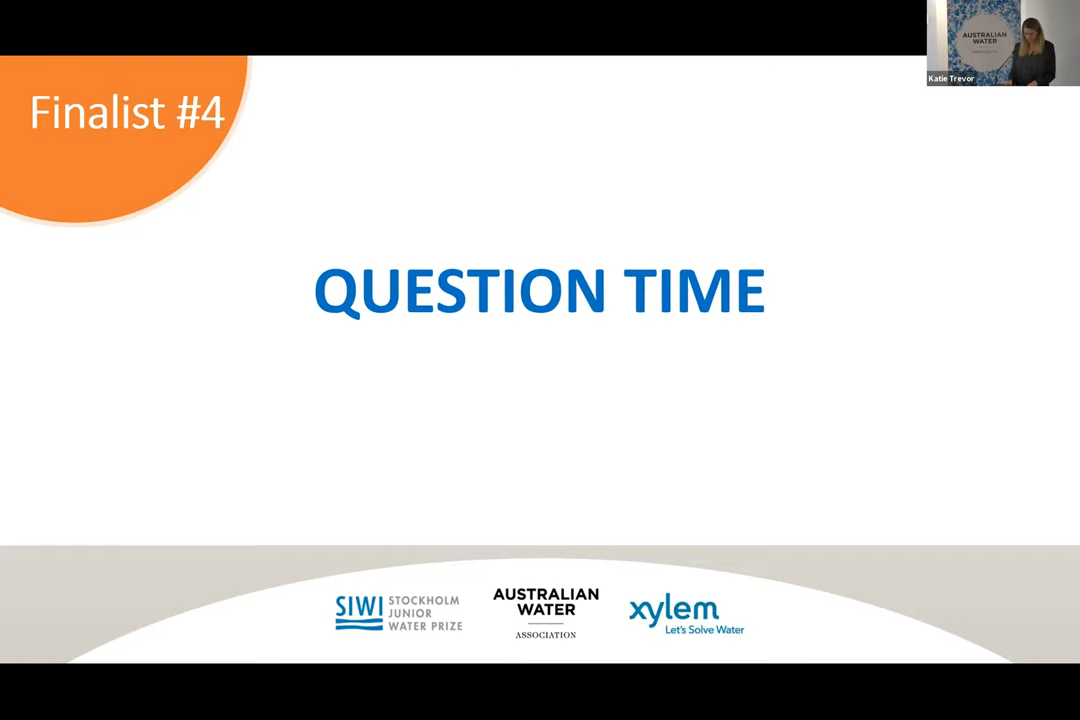 Finalist #4
AUSTRALIAN
WATER
Katie Trevor
QUESTION TIME
SIWI STOCKHOLM
JUNIOR
WATER PRIZE
AUSTRALIAN
WATER
ASSOCIATION
xylem
Let's Solve Water